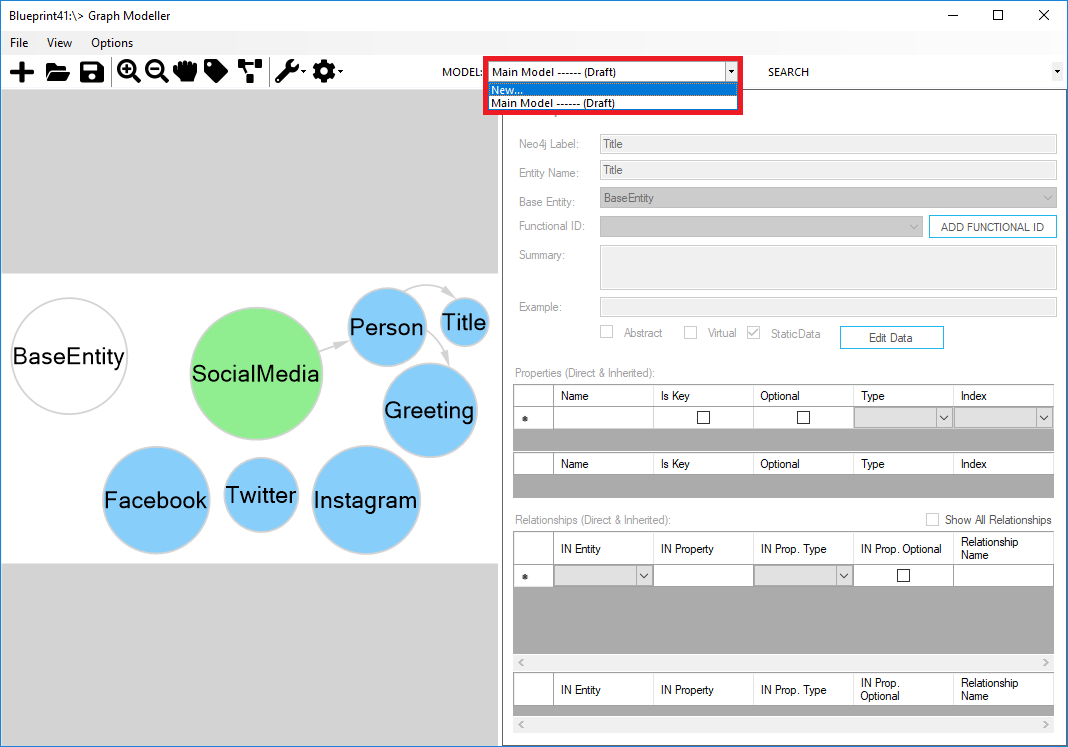 Blueprint41:\> Graph Modeller
File View Options
MODEL: Main Model ------ (Draft) SEARCH
New...
Main Model ------ (Draft)
Neo4j Label: Title
Entity Name: Title
Base Entity: BaseEntity
Functional ID: ADD FUNCTIONAL ID
Summary:
Example:
Abstract Virtual StaticData Edit Data
Properties (Direct & Inherited):
Name Is Key Optional Type Index
*
Name Is Key Optional Type Index
Relationships (Direct & Inherited): Show All Relationships
IN Entity IN Property IN Prop. Type IN Prop. Optional Relationship Name
*
IN Entity IN Property IN Prop. Type IN Prop. Optional Relationship Name
BaseEntity
SocialMedia
Person
Title
Greeting
Facebook
Twitter
Instagram